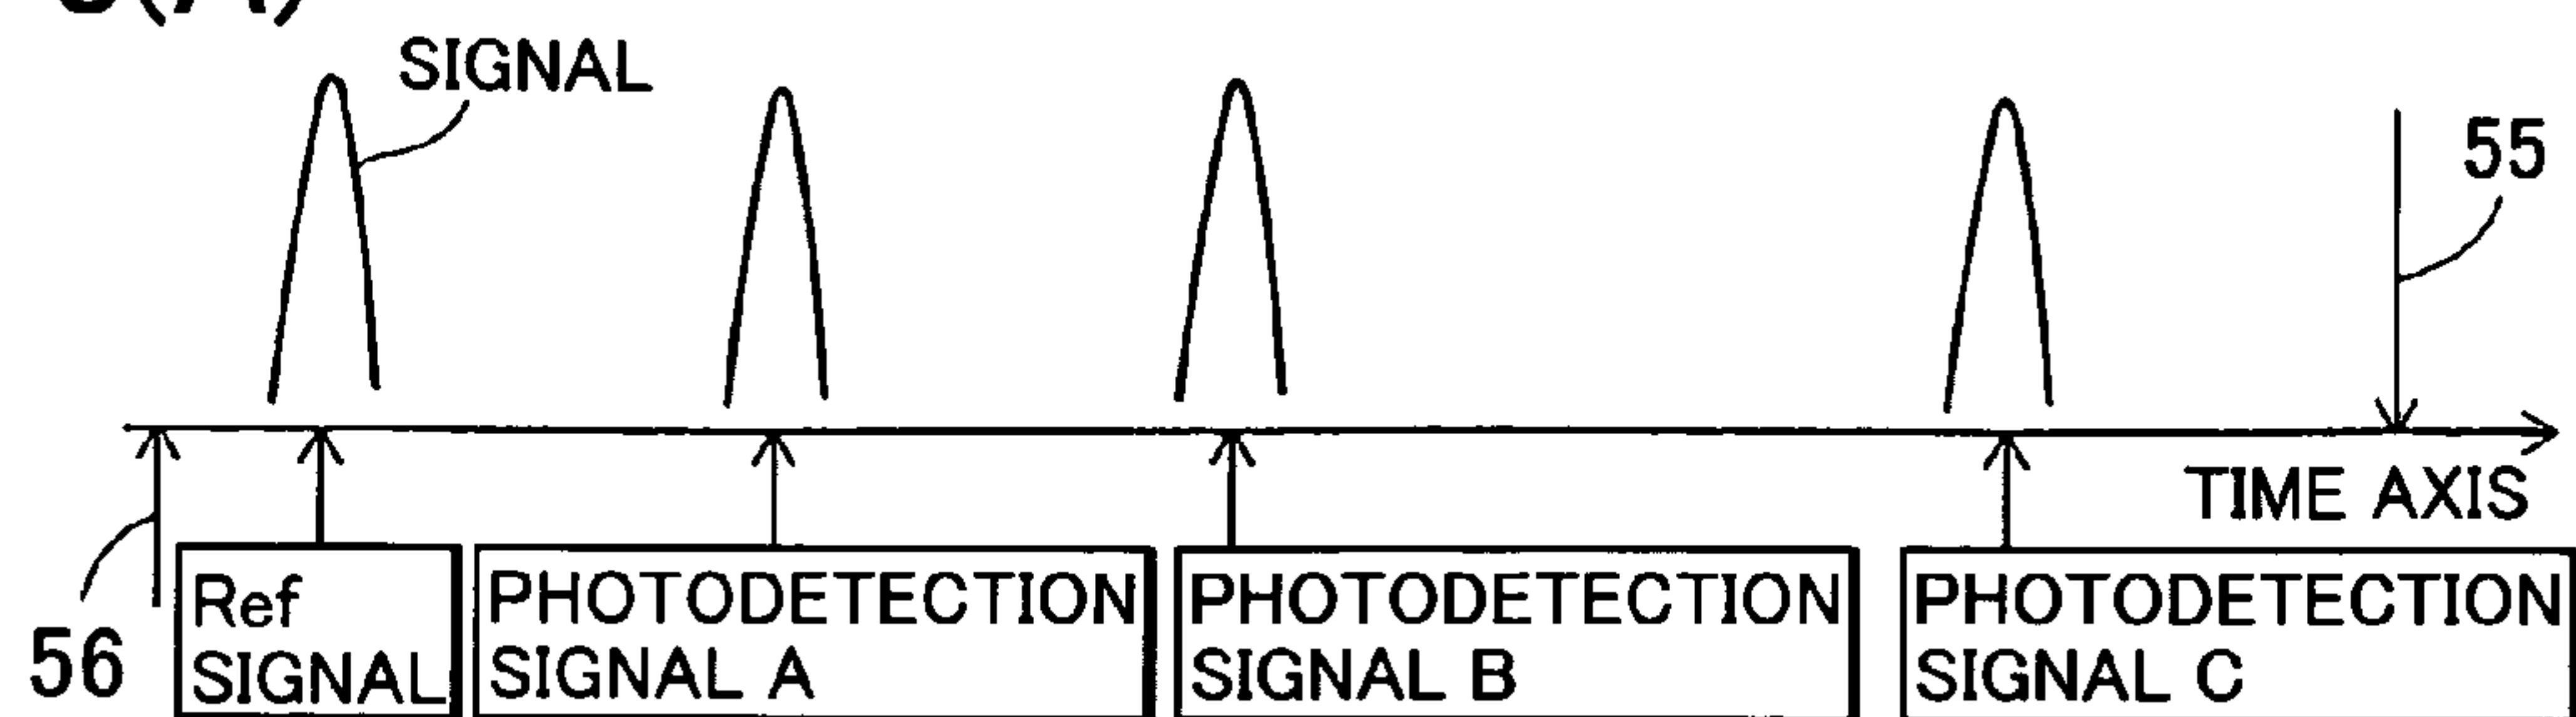 SIGNAL
55
TIME AXIS
56
Ref
SIGNAL
PHOTODETECTION
SIGNAL A
PHOTODETECTION
SIGNAL B
PHOTODETECTION
SIGNAL C